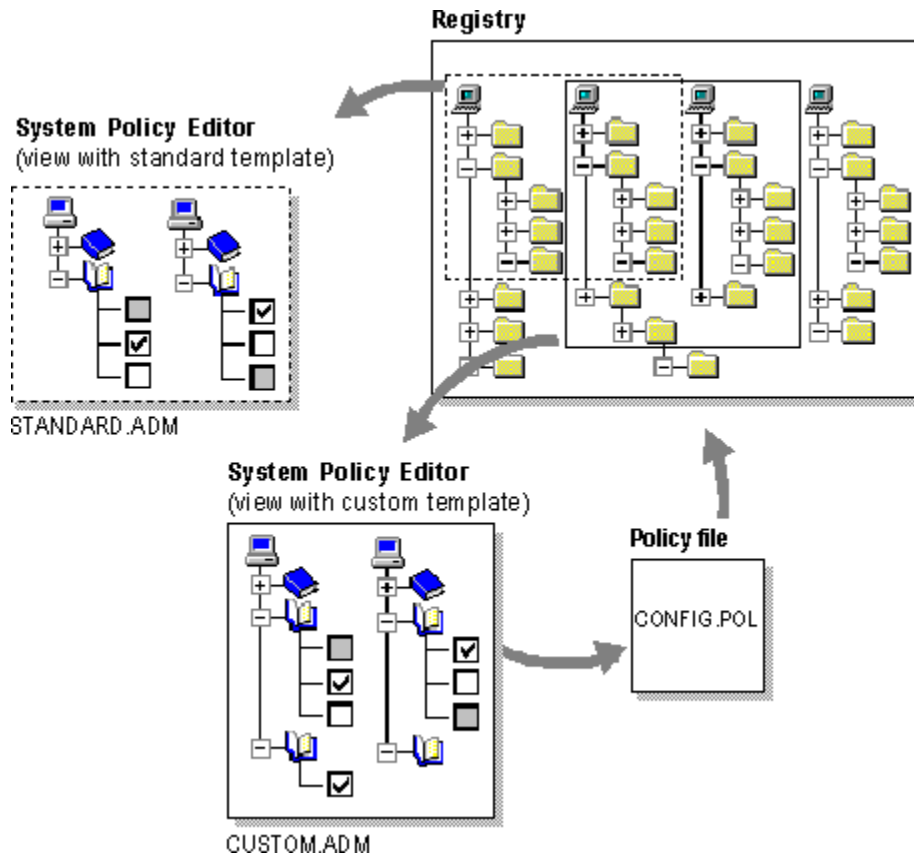 Registry
System Policy Editor
(view with standard template)
STANDARD.ADM
System Policy Editor
(view with custom template)
CUSTOM.ADM
Policy file
CONFIG.POL